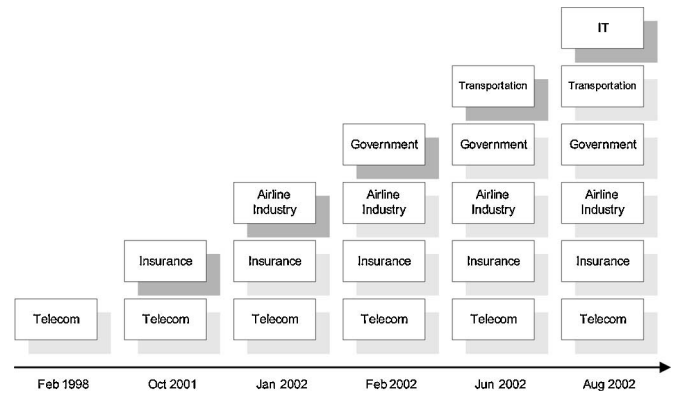 IT
Transportation
Transportation
Government
Government
Government
Airline
Industry
Airline
Industry
Airline
Industry
Airline
Industry
Insurance
Insurance
Insurance
Insurance
Insurance
Telecom
Telecom
Telecom
Telecom
Telecom
Telecom
Feb 1998
Oct 2001
Jan 2002
Feb 2002
Jun 2002
Aug 2002